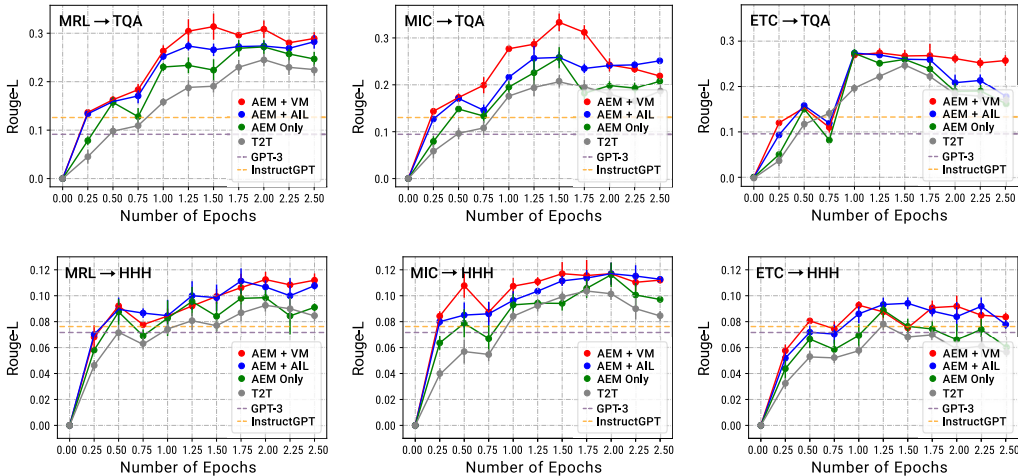 MRL → TQA
Rouge-L
0.3
0.2
0.1
0.0
AEM + VM
AEM + AIL
AEM Only
T2T
GPT-3
InstructGPT
0.00 0.25 0.50 0.75 1.00 1.25 1.50 1.75 2.00 2.25 2.50
Number of Epochs
MIC → TQA
Rouge-L
0.3
0.2
0.1
0.0
AEM + VM
AEM + AIL
AEM Only
T2T
GPT-3
InstructGPT
0.00 0.25 0.50 0.75 1.00 1.25 1.50 1.75 2.00 2.25 2.50
Number of Epochs
ETC → TQA
Rouge-L
0.3
0.2
0.1
0.0
AEM + VM
AEM + AIL
AEM Only
T2T
GPT-3
InstructGPT
0.00 0.25 0.50 0.75 1.00 1.25 1.50 1.75 2.00 2.25 2.50
Number of Epochs
MRL → HHH
Rouge-L
0.12
0.10
0.08
0.06
0.04
0.02
0.00
AEM + VM
AEM + AIL
AEM Only
T2T
GPT-3
InstructGPT
0.00 0.25 0.50 0.75 1.00 1.25 1.50 1.75 2.00 2.25 2.50
Number of Epochs
MIC → HHH
Rouge-L
0.12
0.10
0.08
0.06
0.04
0.02
0.00
AEM + VM
AEM + AIL
AEM Only
T2T
GPT-3
InstructGPT
0.00 0.25 0.50 0.75 1.00 1.25 1.50 1.75 2.00 2.25 2.50
Number of Epochs
ETC → HHH
Rouge-L
0.12
0.10
0.08
0.06
0.04
0.02
0.00
AEM + VM
AEM + AIL
AEM Only
T2T
GPT-3
InstructGPT
0.00 0.25 0.50 0.75 1.00 1.25 1.50 1.75 2.00 2.25 2.50
Number of Epochs